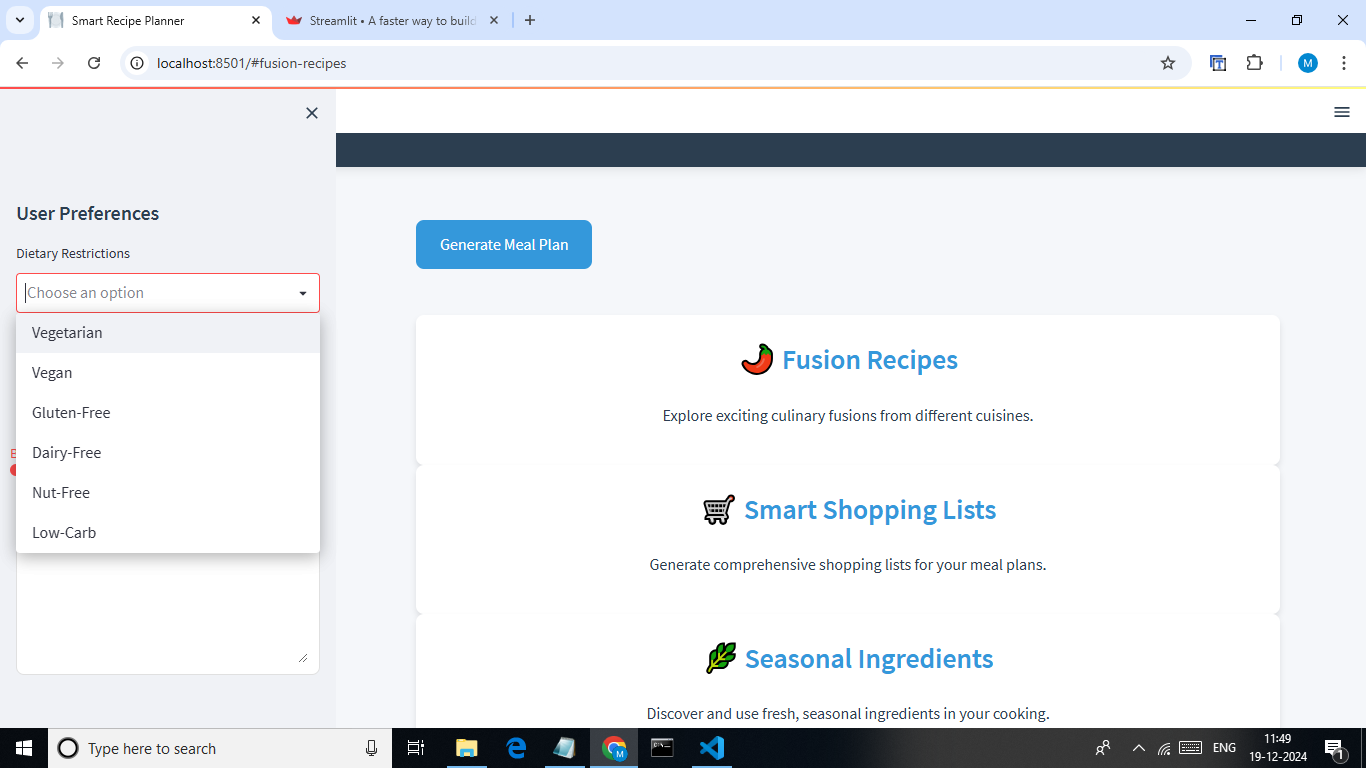 Smart Recipe Planner
Streamlit • A faster way to build
localhost:8501/#fusion-recipes
M
User Preferences
Dietary Restrictions
Choose an option
Vegetarian
Vegan
Gluten-Free
Dairy-Free
Nut-Free
Low-Carb
Generate Meal Plan
Fusion Recipes
Explore exciting culinary fusions from different cuisines.
Smart Shopping Lists
Generate comprehensive shopping lists for your meal plans.
Seasonal Ingredients
Discover and use fresh, seasonal ingredients in your cooking.
Type here to search
M
ENG
11:49
19-12-2024
1